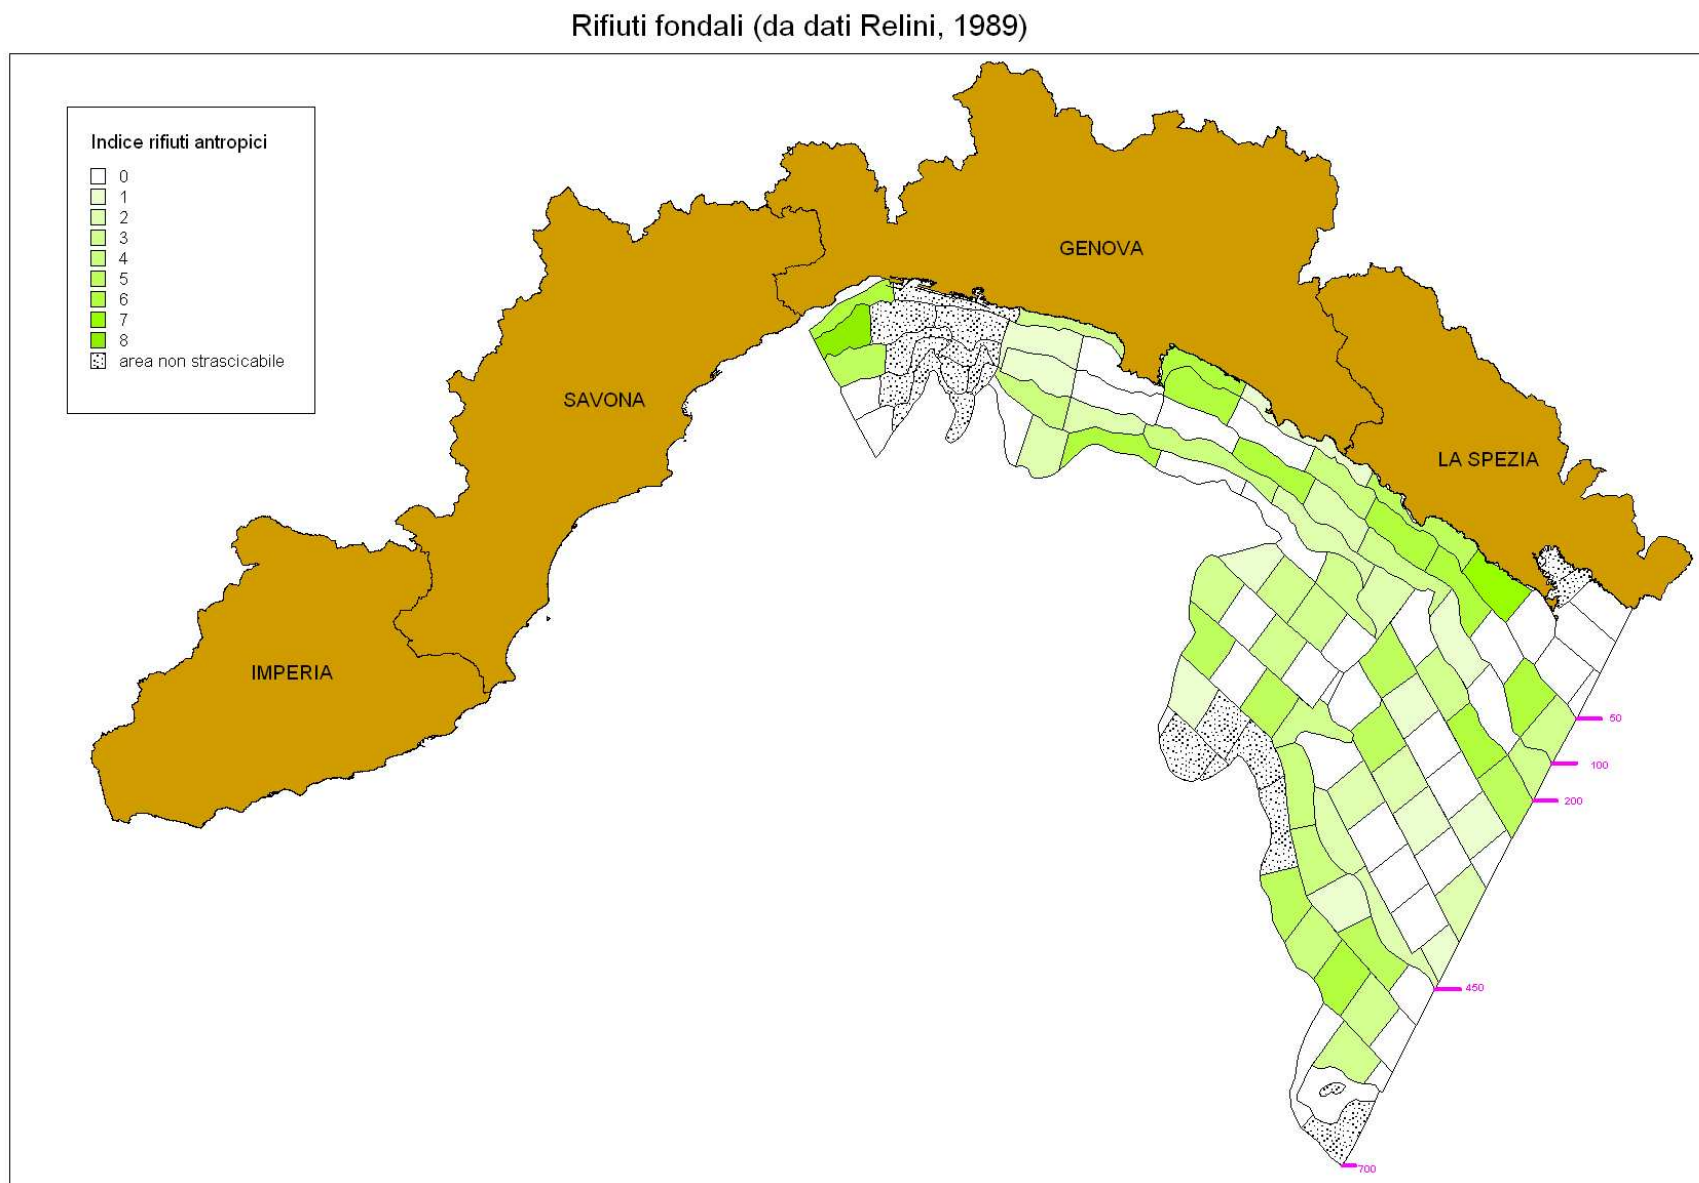 Rifiuti fondali (da dati Relini, 1989)
Indice rifiuti antropici
0
1
2
3
4
5
6
7
8
area non strascicabile
GENOVA
SAVONA
LA SPEZIA
IMPERIA
50
100
200
450
700